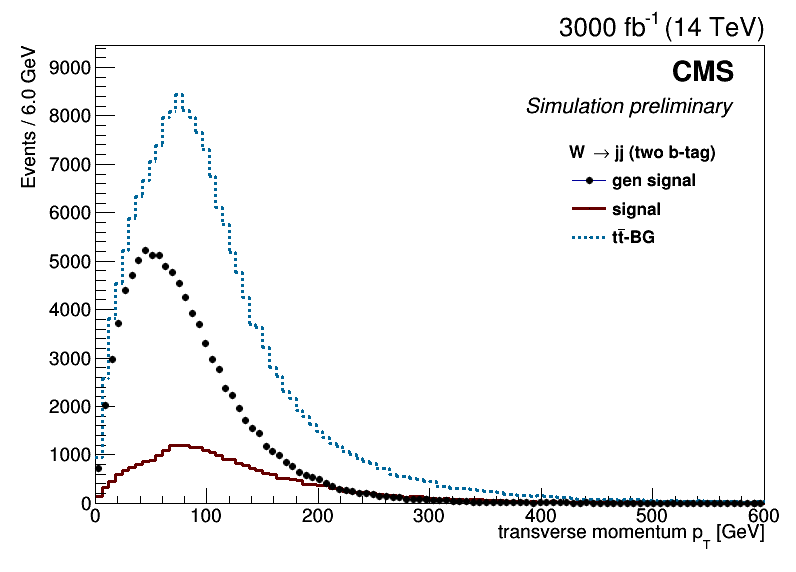 3000 fb-1 (14 TeV)
Events / 6.0 GeV
CMS
Simulation preliminary
W → jj (two b-tag)
gen signal
signal
tt̄-BG
9000
8000
7000
6000
5000
4000
3000
2000
1000
0
0 100 200 300 400 500 600
transverse momentum pT [GeV]